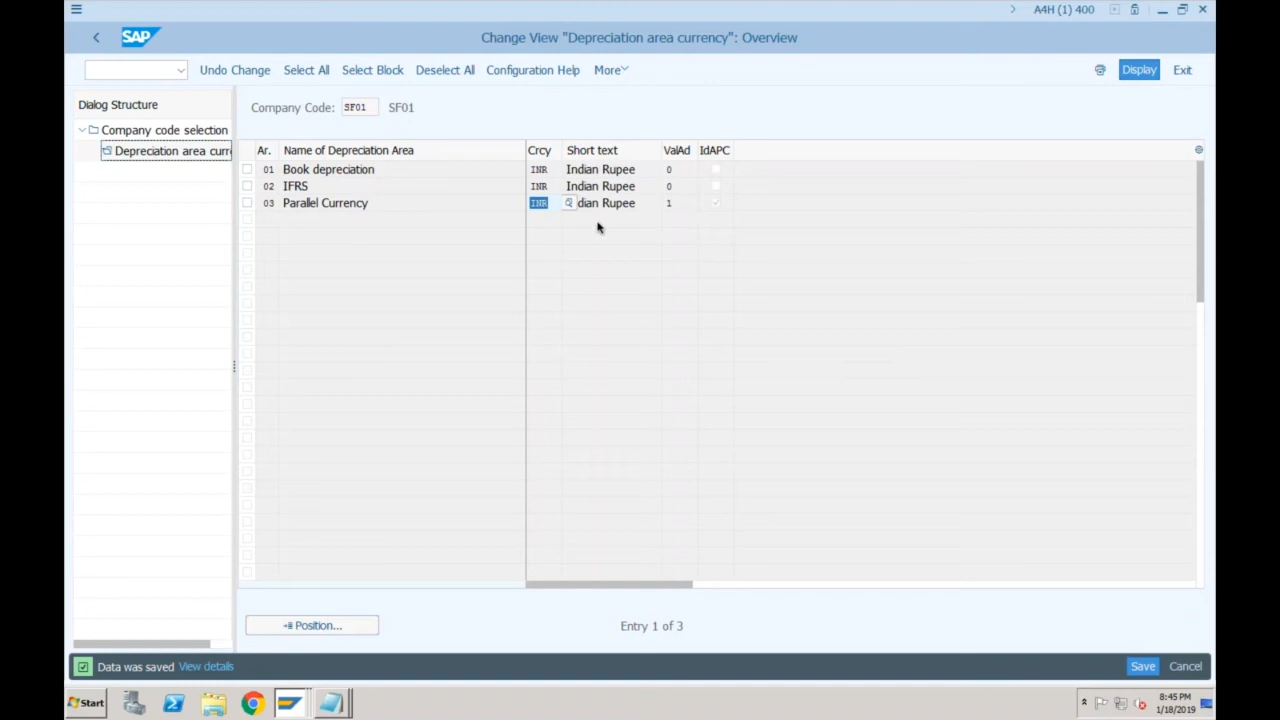 A4H (1) 400
SAP
Change View "Depreciation area currency": Overview
Undo Change Select All Select Block Deselect All Configuration Help More Display Exit
Dialog Structure
Company code selection
Depreciation area curr
Company Code: SF01 SF01
Ar. Name of Depreciation Area Crcy Short text ValAd IdAPC
01 Book depreciation INR Indian Rupee 0
02 IFRS INR Indian Rupee 0
03 Parallel Currency INR dian Rupee 1
Position...
Entry 1 of 3
Data was saved View details
Save Cancel
Start
8:45 PM
1/18/2019